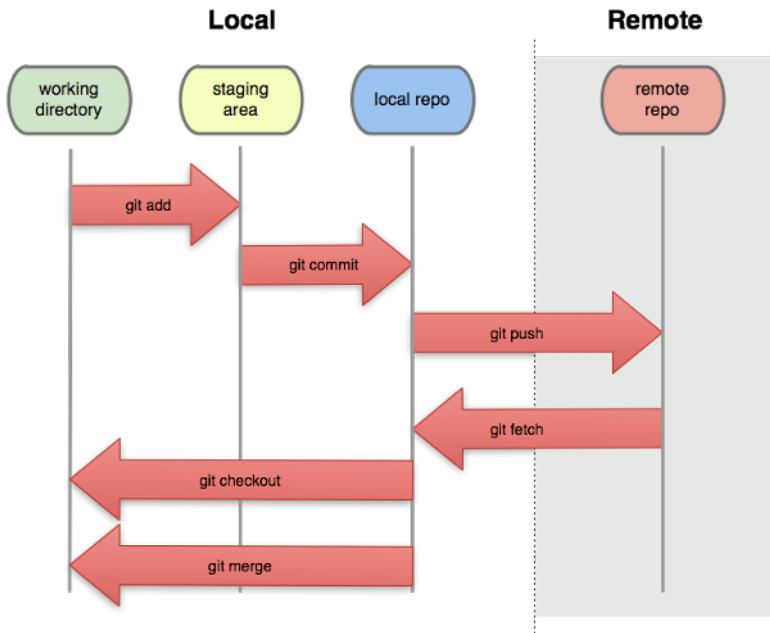 Local
Remote
working
directory
staging
area
local repo
remote
repo
git add
git commit
git push
git fetch
git checkout
git merge